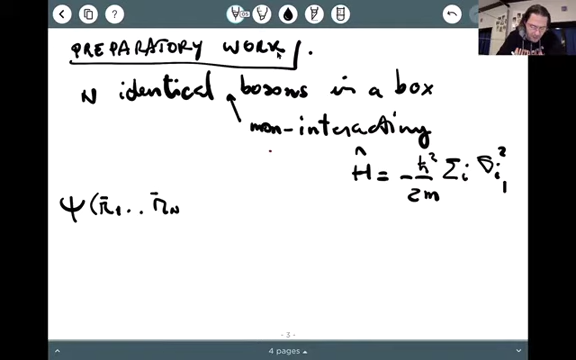 PREPARATORY WORK.
N identical bosons in a box
non-interacting
Ĥ = -ħ²/2m Σi ∇i²
ψ(r̄1..r̄N
- 3 -
4 pages